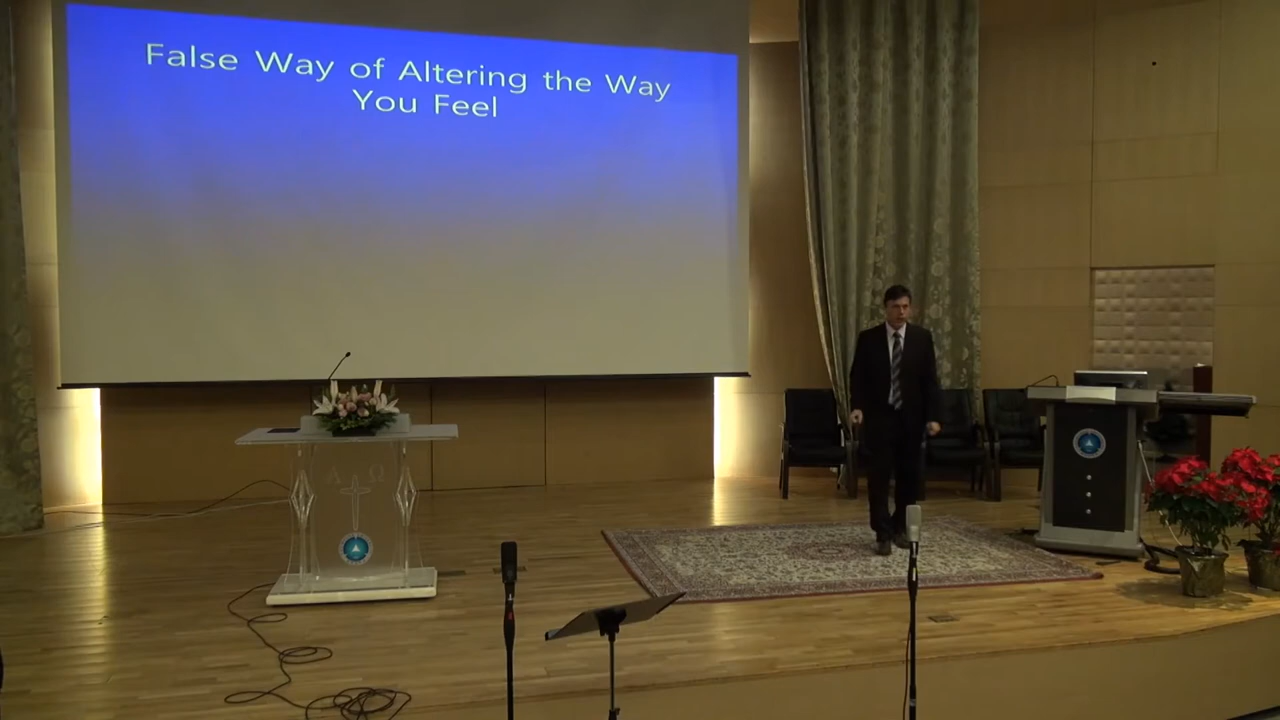 False Way of Altering the Way
You Feel
Α Ω